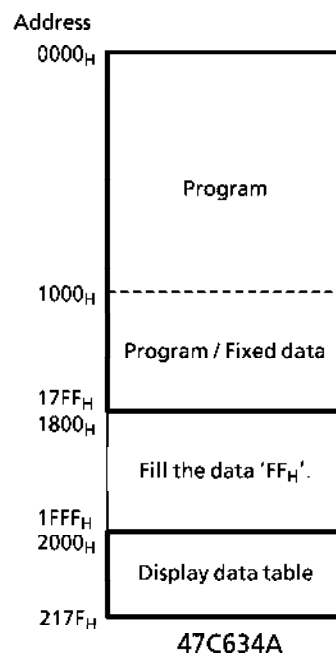 Address
0000H
Program
1000H
Program / Fixed data
17FFH
1800H
Fill the data 'FFH'.
1FFFH
2000H
Display data table
217FH
47C634A